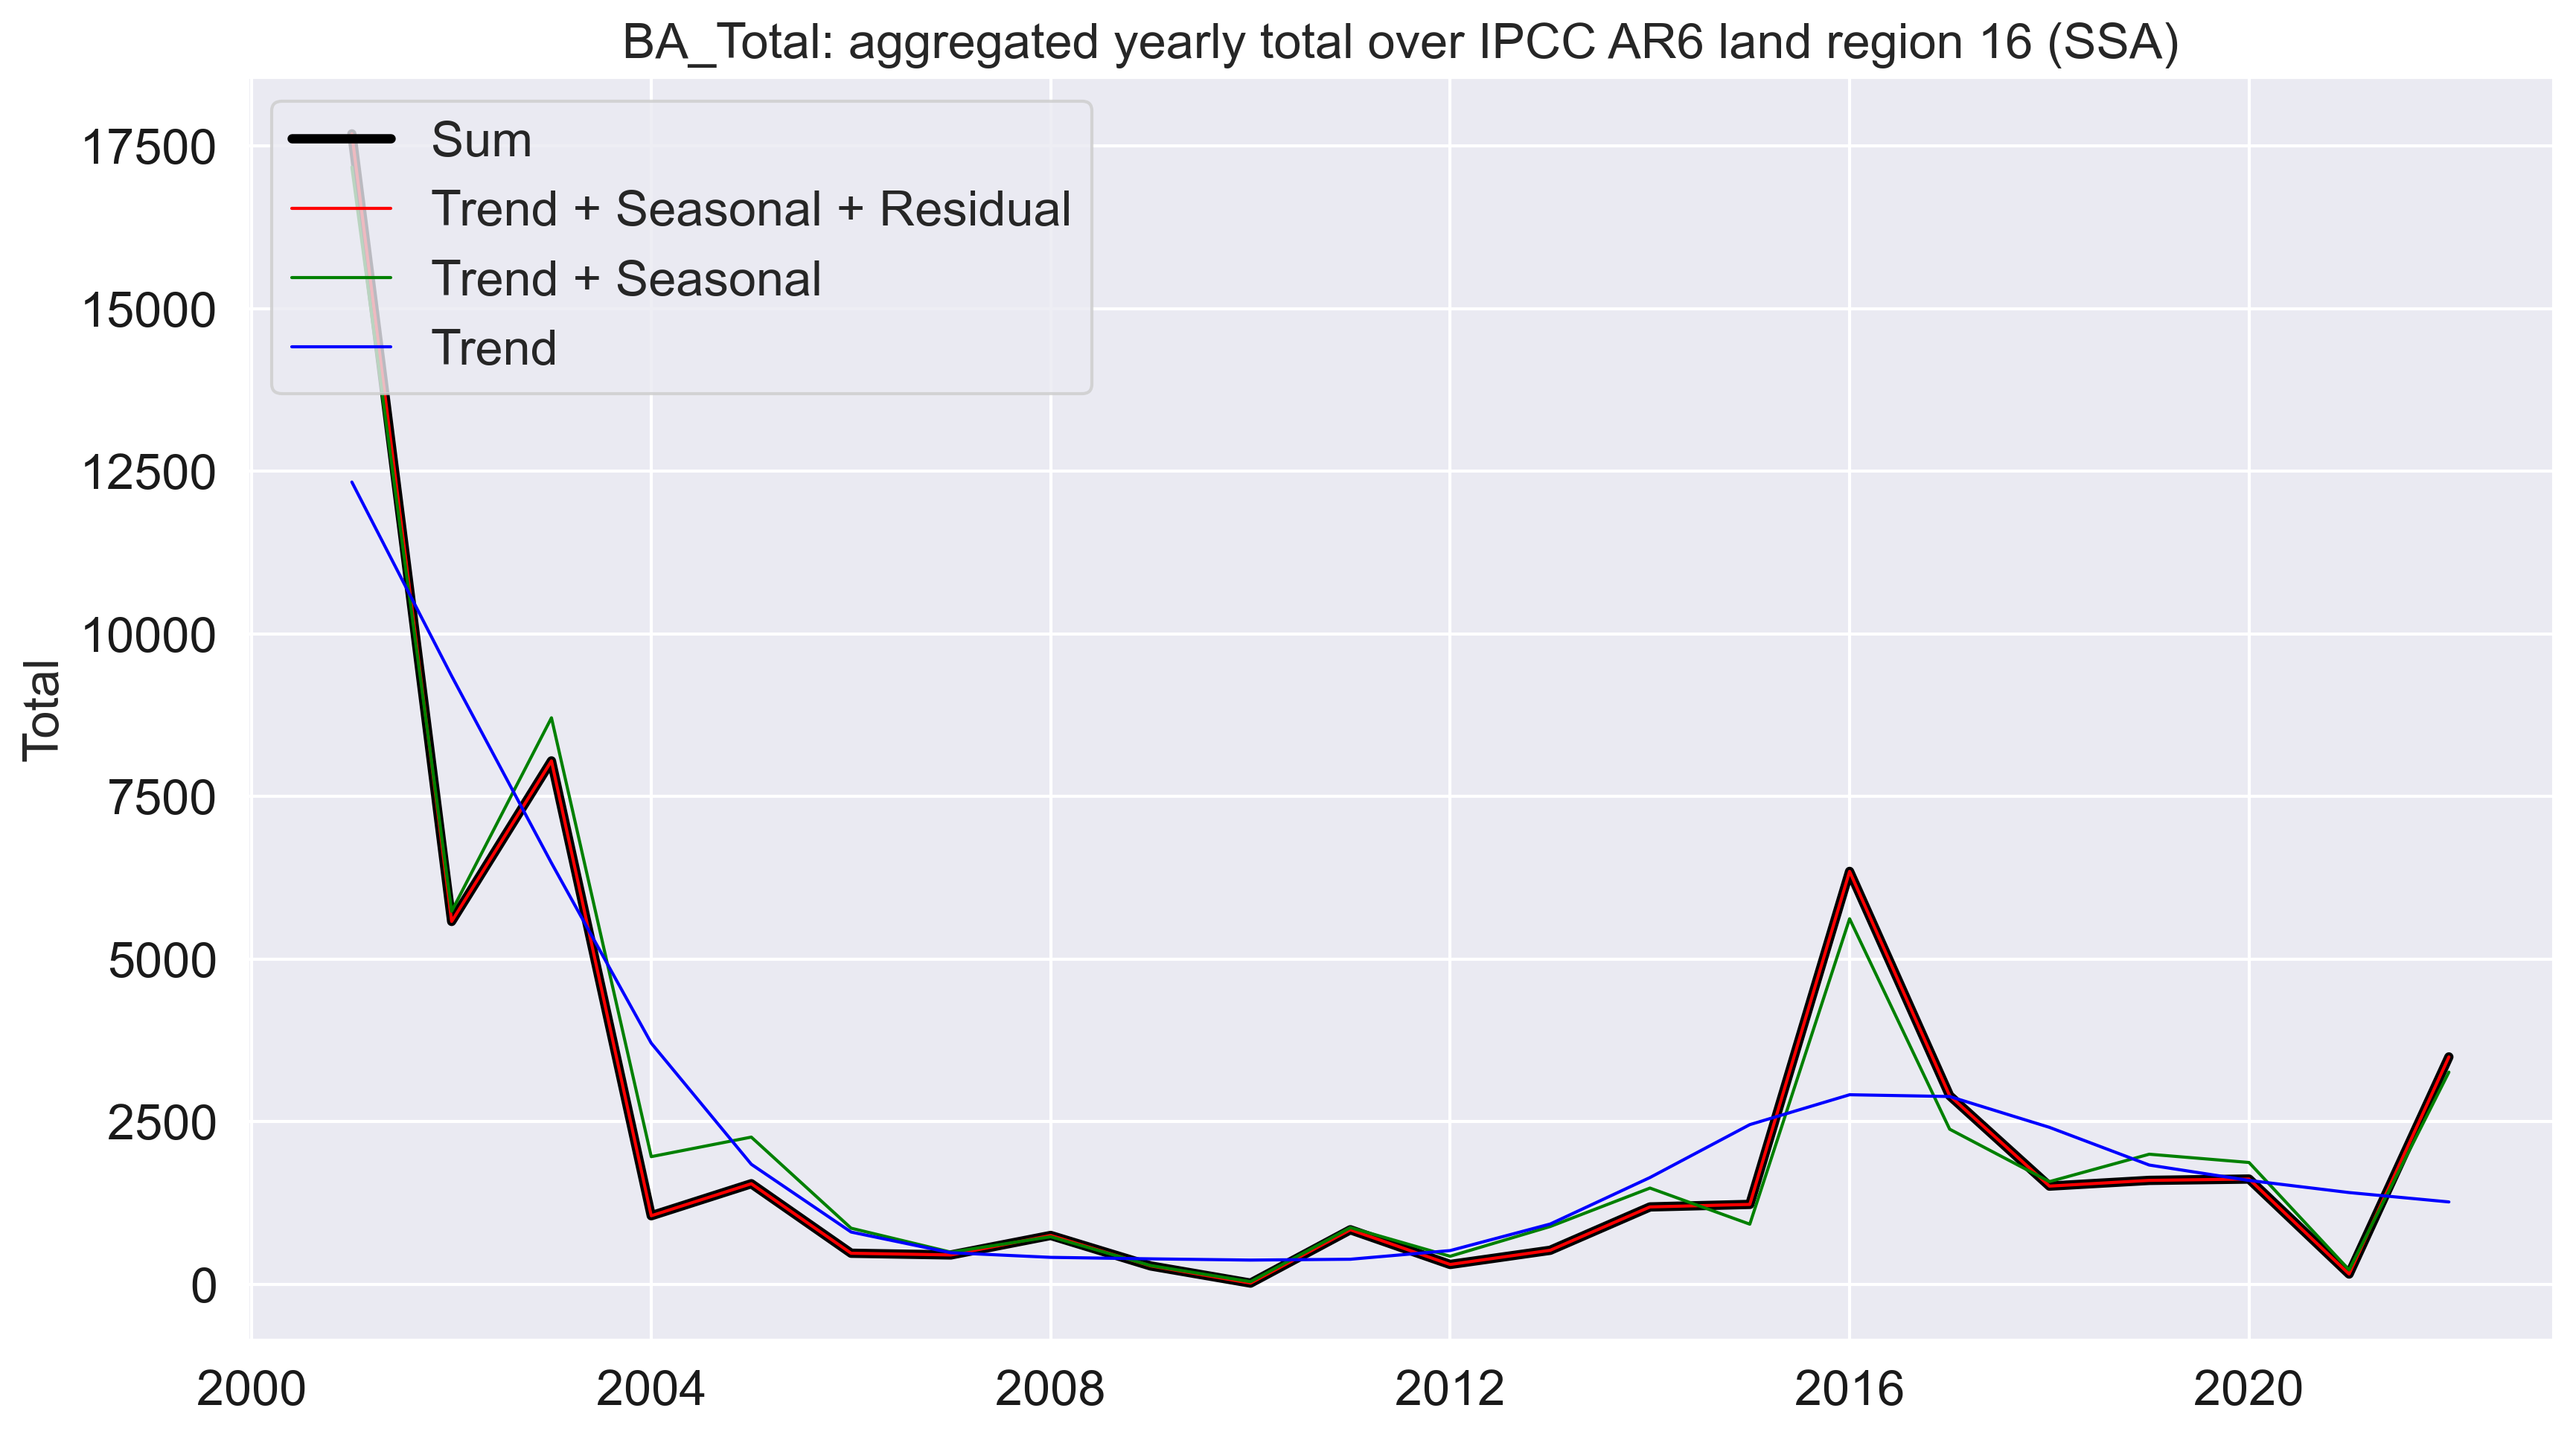 BA_Total: aggregated yearly total over IPCC AR6 land region 16 (SSA)
Sum
Trend + Seasonal + Residual
Trend + Seasonal
Trend
Total
17500
15000
12500
10000
7500
5000
2500
0
2000 2004 2008 2012 2016 2020